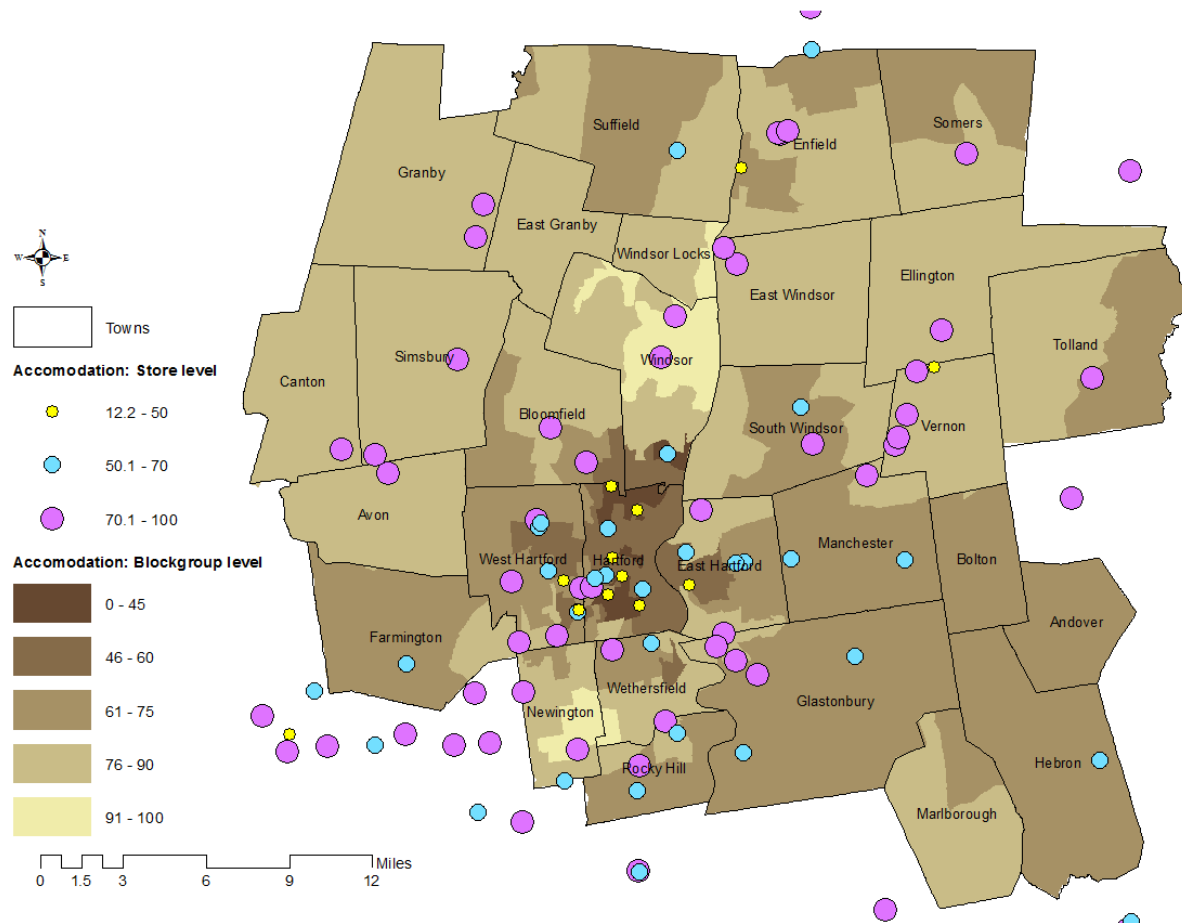 Suffield
Somers
Enfield
Granby
East Granby
Windsor Locks
Ellington
East Windsor
Tolland
N
W
E
S
Towns
Simsbury
Windsor
Accomodation: Store level
Canton
12.2 - 50
Bloomfield
South Windsor
Vernon
50.1 - 70
70.1 - 100
Avon
Manchester
West Hartford
Hartford
East Hartford
Bolton
Accomodation: Blockgroup level
0 - 45
Andover
Farmington
46 - 60
Wethersfield
61 - 75
Glastonbury
Newington
76 - 90
Rocky Hill
Hebron
91 - 100
Marlborough
Miles
0 1.5 3 6 9 12